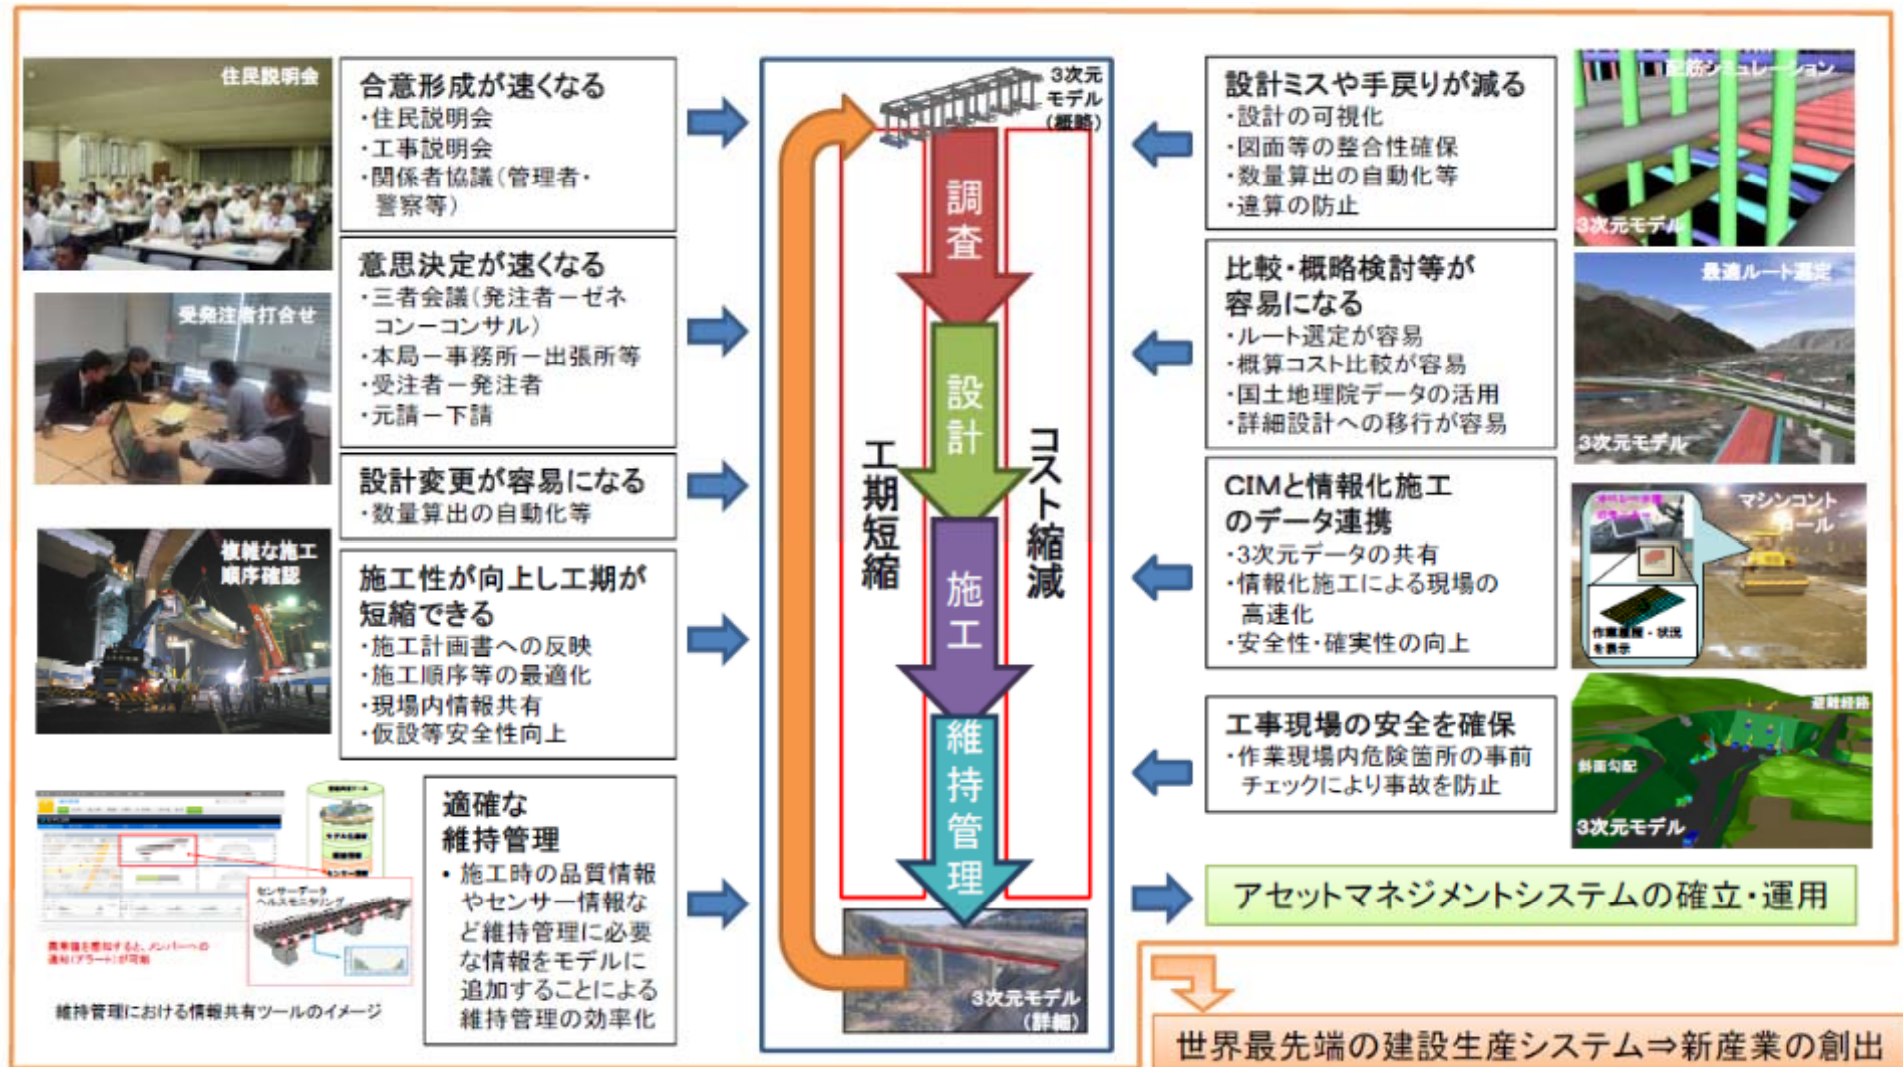 住民説明会
合意形成が速くなる
・住民説明会
・工事説明会
・関係者協議(管理者・
警察等)
受発注者打合せ
意思決定が速くなる
・三者会議(発注者－ゼネ
コン－コンサル)
・本局－事務所－出張所等
・受注者－発注者
・元請－下請
設計変更が容易になる
・数量算出の自動化等
複雑な施工
順序確認
施工性が向上し工期が
短縮できる
・施工計画書への反映
・施工順序等の最適化
・現場内情報共有
・仮設等安全性向上
センサーデータ
ヘルスモニタリング
維持管理における情報共有ツールのイメージ
適確な
維持管理
• 施工時の品質情報
やセンサー情報な
ど維持管理に必要
な情報をモデルに
追加することによる
維持管理の効率化
3次元
モデル
(概略)
調査
設計
施工
維持管理
工期短縮
コスト縮減
3次元モデル
(詳細)
設計ミスや手戻りが減る
・設計の可視化
・図面等の整合性確保
・数量算出の自動化等
・違算の防止
配筋シミュレーション
3次元モデル
比較・概略検討等が
容易になる
・ルート選定が容易
・概算コスト比較が容易
・国土地理院データの活用
・詳細設計への移行が容易
最適ルート選定
3次元モデル
CIMと情報化施工
のデータ連携
・3次元データの共有
・情報化施工による現場の
高速化
・安全性・確実性の向上
マシンコント
ロール
を表示
工事現場の安全を確保
・作業現場内危険箇所の事前
チェックにより事故を防止
避難経路
斜面勾配
3次元モデル
アセットマネジメントシステムの確立・運用
世界最先端の建設生産システム⇒新産業の創出